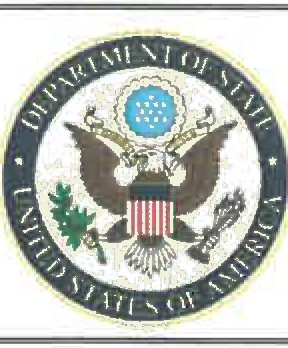 DEPARTMENT OF STATE
UNITED STATES OF AMERICA